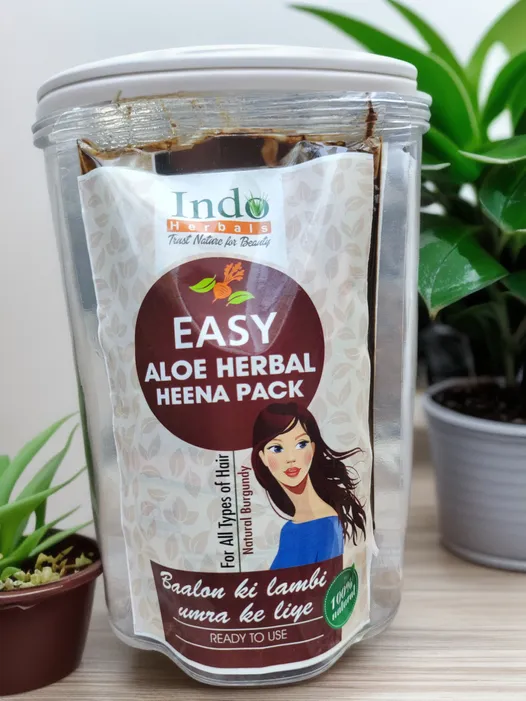 Indo
Herbals
Trust Nature for Beauty
EASY
ALOE HERBAL
HEENA PACK
For All Types of Hair
Natural Burgundy
Baalon ki lambi
umra ke liye
READY TO USE
100%
natural